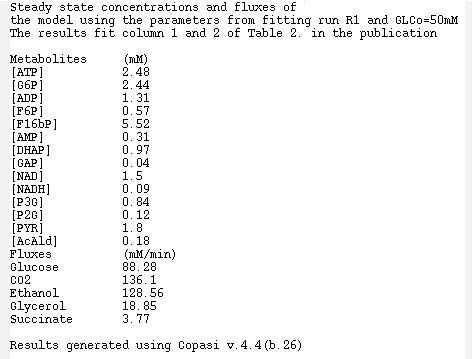 Steady state concentrations and fluxes of
the model using the parameters from fitting run R1 and GLCo=50mM
The results fit column 1 and 2 of Table 2. in the publication
Metabolites (mM)
[ATP] 2.48
[G6P] 2.44
[ADP] 1.31
[F6P] 0.57
[F16bP] 5.52
[AMP] 0.31
[DHAP] 0.97
[GAP] 0.04
[NAD] 1.5
[NADH] 0.09
[P3G] 0.84
[P2G] 0.12
[PYR] 1.8
[AcAld] 0.18
Fluxes (mM/min)
Glucose 88.28
CO2 136.1
Ethanol 128.56
Glycerol 18.85
Succinate 3.77
Results generated using Copasi v.4.4(b.26)